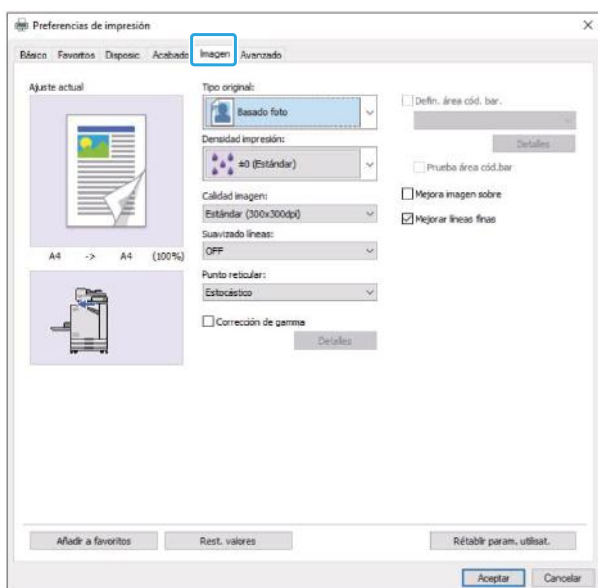 Preferencias de impresión
Básico Favoritos Disposic. Acabado Imagen Avanzado
Ajuste actual
A4 -> A4 (100%)
Tipo original:
Basado foto
Densidad impresión:
±0 (Estándar)
Calidad imagen:
Estándar (300x300dpi)
Suavizado líneas:
OFF
Punto reticular:
Estocástico
Corrección de gamma
Detalles
Defin. área cód. bar.
Detalles
Prueba área cód.bar
Mejora imagen sobre
Mejorar líneas finas
Añadir a favoritos Rest. valores Rétablir param. utilisat.
Aceptar Cancelar